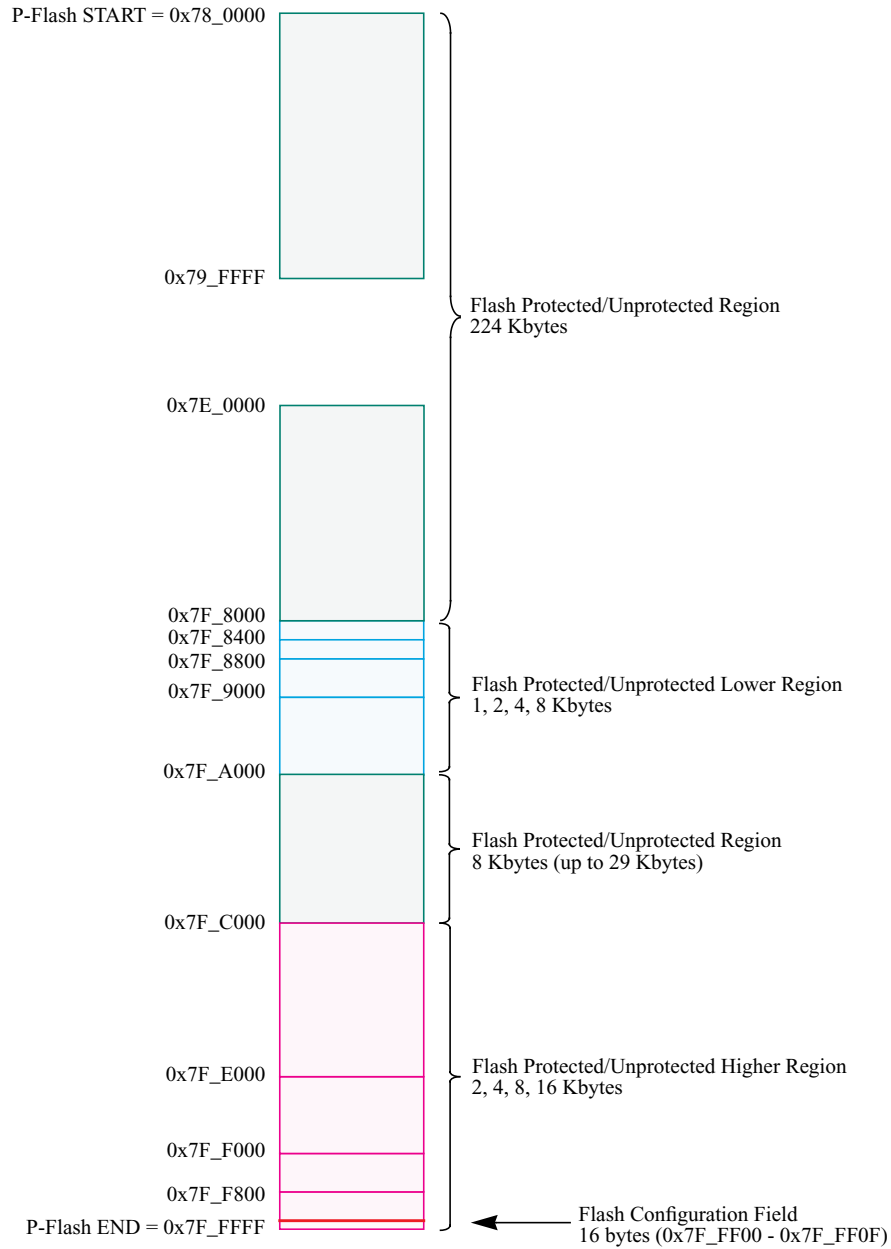 P-Flash START = 0x78_0000
0x79_FFFF
Flash Protected/Unprotected Region
224 Kbytes
0x7E_0000
0x7F_8000
0x7F_8400
0x7F_8800
0x7F_9000
Flash Protected/Unprotected Lower Region
1, 2, 4, 8 Kbytes
0x7F_A000
Flash Protected/Unprotected Region
8 Kbytes (up to 29 Kbytes)
0x7F_C000
Flash Protected/Unprotected Higher Region
2, 4, 8, 16 Kbytes
0x7F_E000
0x7F_F000
0x7F_F800
P-Flash END = 0x7F_FFFF
Flash Configuration Field
16 bytes (0x7F_FF00 - 0x7F_FF0F)